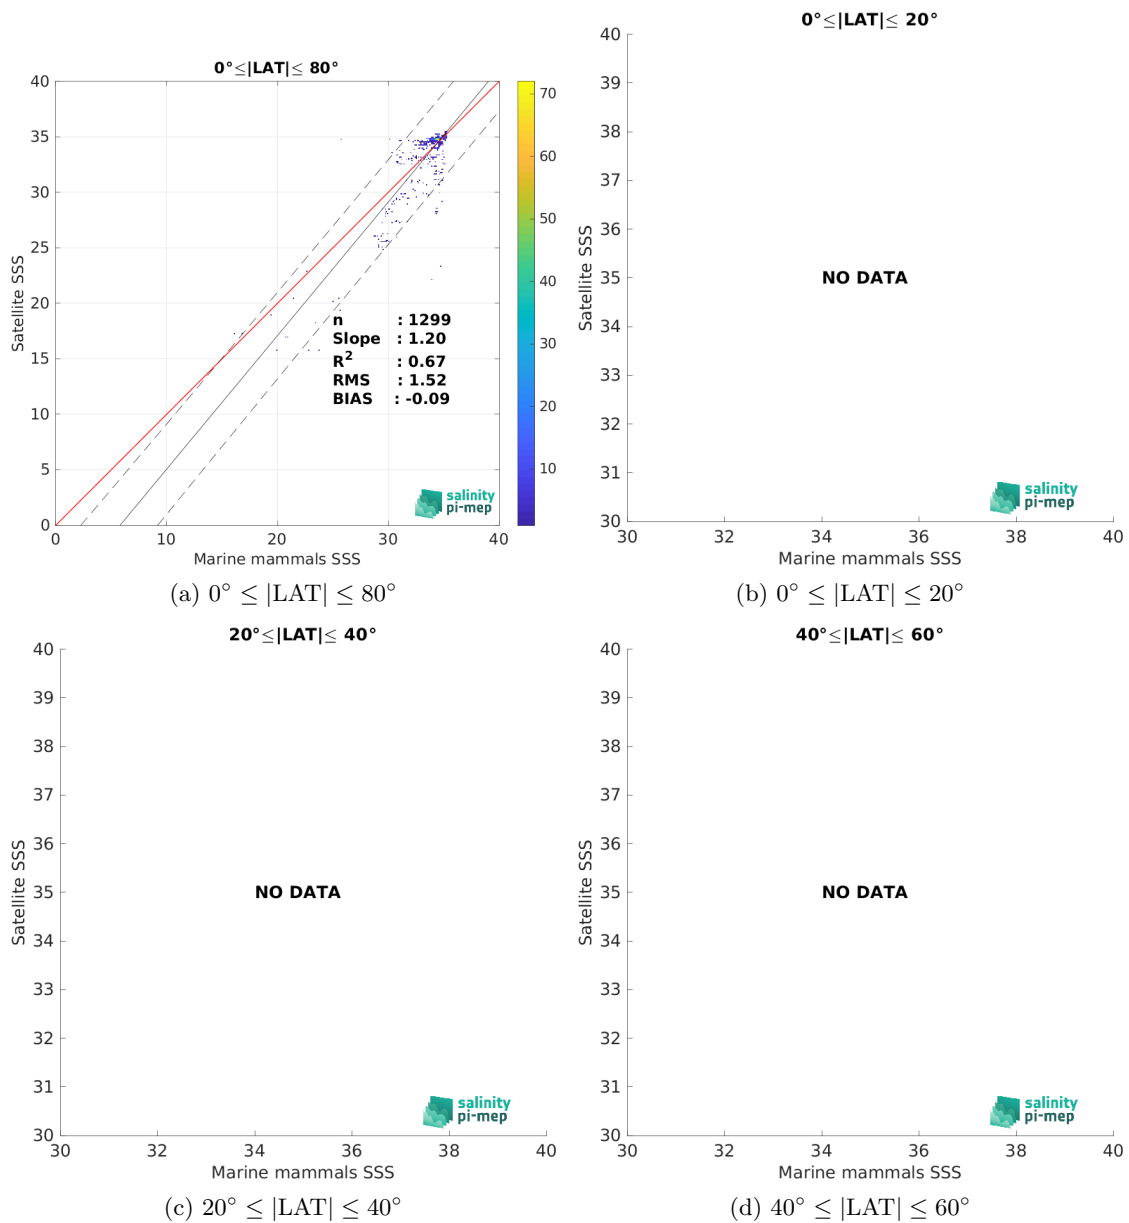 0°≤|LAT|≤ 80°
40
35
30
25
20
15
10
5
0
Satellite SSS
0
10
20
30
40
Marine mammals SSS
70
60
50
40
30
20
10
n : 1299
Slope : 1.20
R² : 0.67
RMS : 1.52
BIAS : -0.09
salinity
pi-mep
(a) 0° ≤ |LAT| ≤ 80°
0°≤|LAT|≤ 20°
40
39
38
37
36
35
34
33
32
31
30
Satellite SSS
NO DATA
30
32
34
36
38
40
Marine mammals SSS
salinity
pi-mep
(b) 0° ≤ |LAT| ≤ 20°
20°≤|LAT|≤ 40°
40
39
38
37
36
35
34
33
32
31
30
Satellite SSS
NO DATA
30
32
34
36
38
40
Marine mammals SSS
salinity
pi-mep
(c) 20° ≤ |LAT| ≤ 40°
40°≤|LAT|≤ 60°
40
39
38
37
36
35
34
33
32
31
30
Satellite SSS
NO DATA
30
32
34
36
38
40
Marine mammals SSS
salinity
pi-mep
(d) 40° ≤ |LAT| ≤ 60°